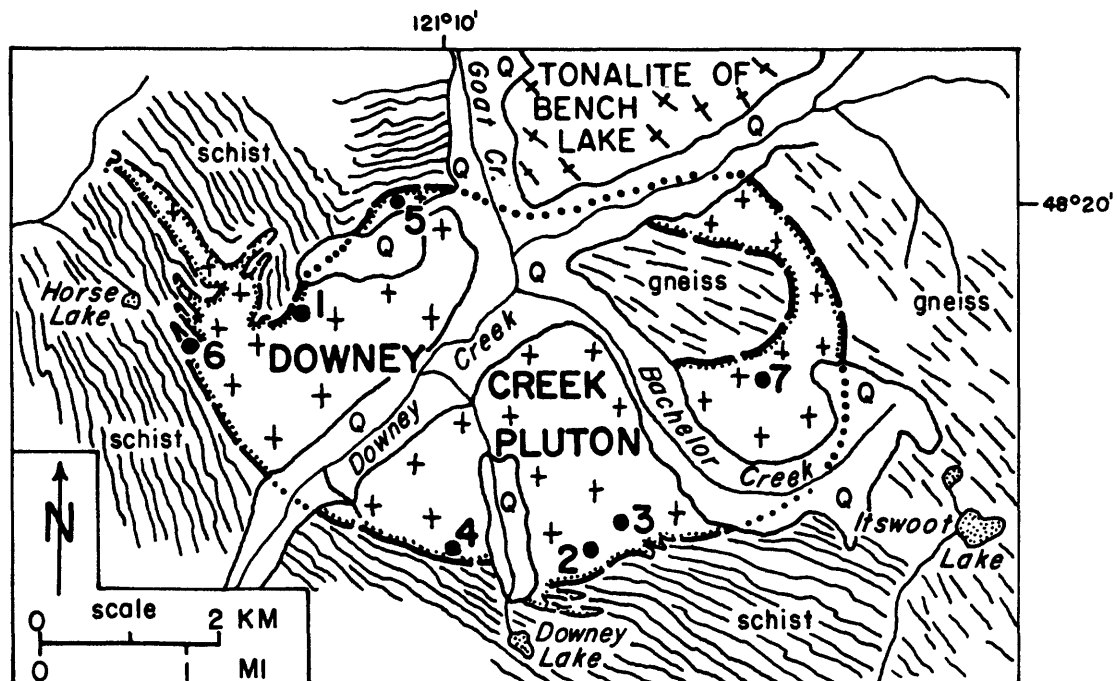 121°10'
Goat Cr.
Q
TONALITE OF
BENCH
LAKE
Q
Q
schist
48°20'
5
Q
Q
gneiss
gneiss
Horse
Lake
1
6
DOWNEY
Creek
CREEK
7
Q
Bachelor
Creek
schist
Q
Downey
PLUTON
N
Q
Q
Itswoot
Lake
4
3
2
scale
0 2 KM
0 MI
schist
Downey
Lake
?